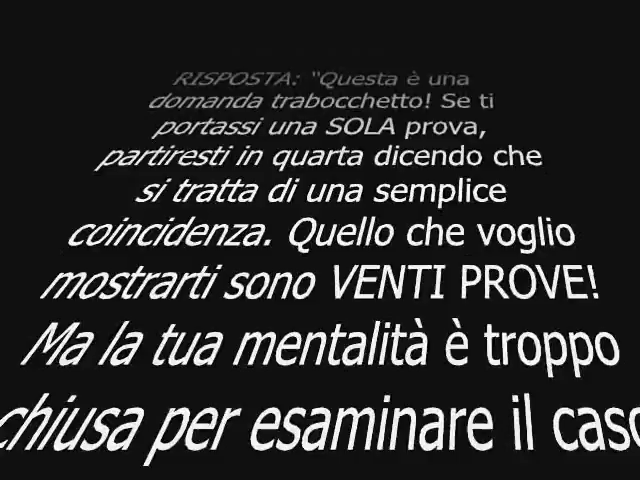 RISPOSTA: "Questa è una
domanda trabocchetto! Se ti
portassi una SOLA prova,
partiresti in quarta dicendo che
si tratta di una semplice
coincidenza. Quello che voglio
mostrarti sono VENTI PROVE!
Ma la tua mentalità è troppo
chiusa per esaminare il caso